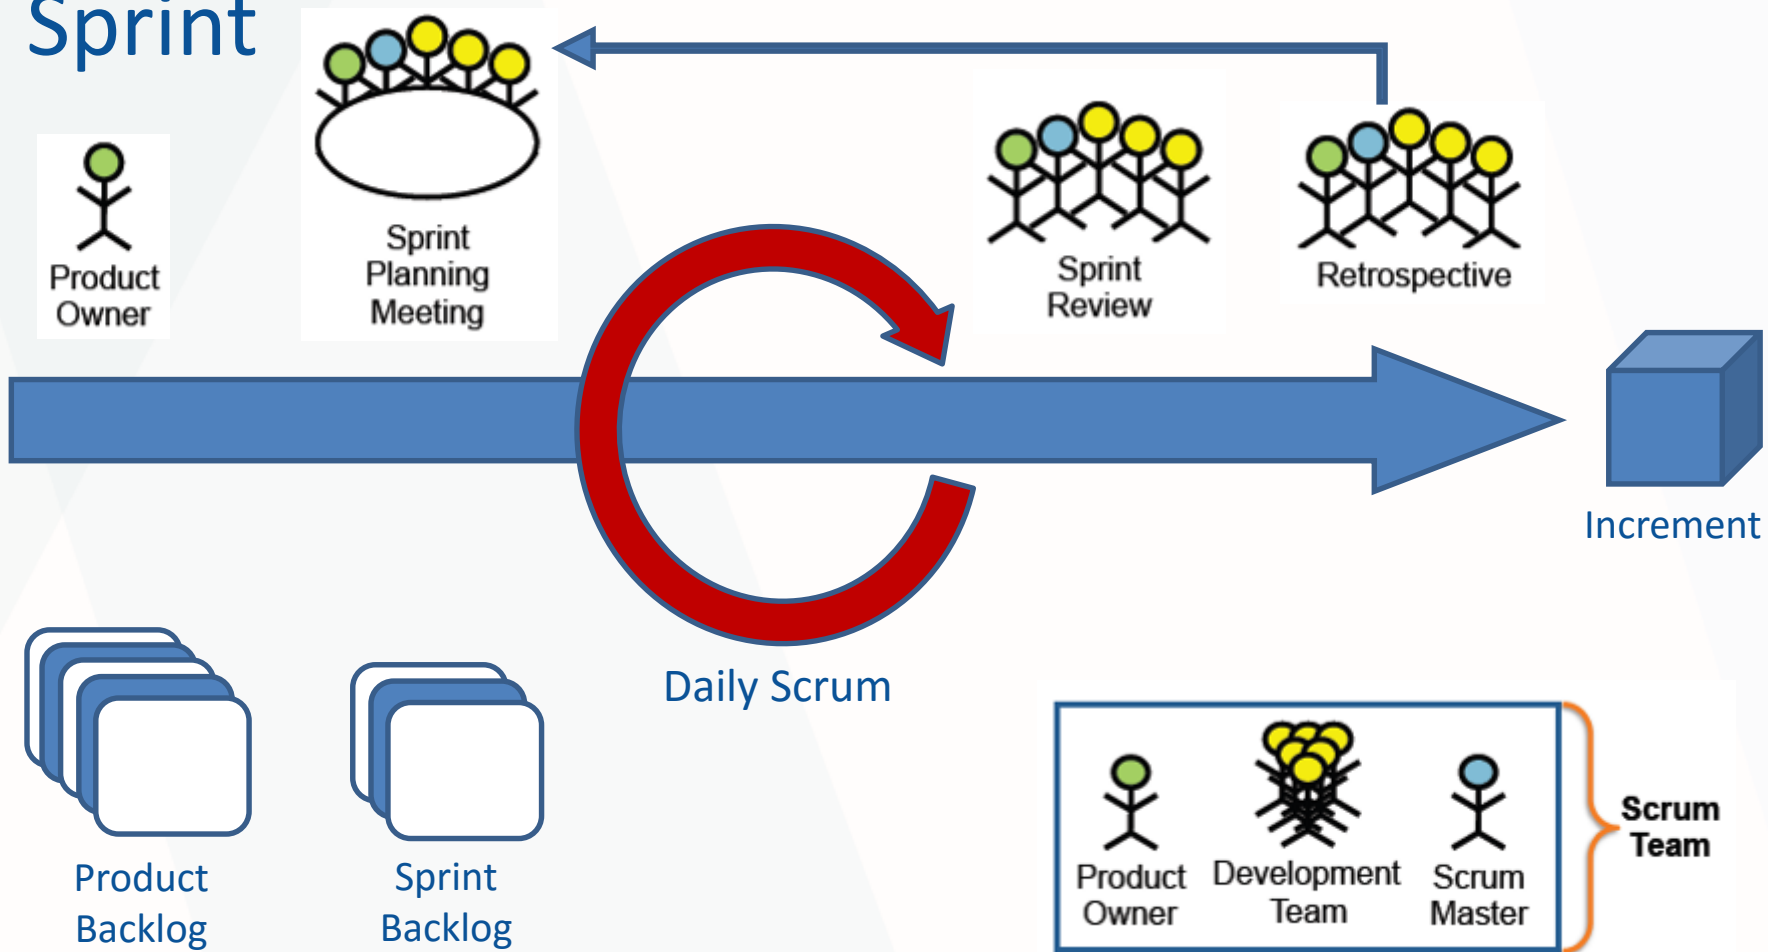 Sprint
Product
Owner
Sprint
Planning
Meeting
Sprint
Review
Retrospective
Increment
Daily Scrum
Product
Backlog
Sprint
Backlog
Product
Owner
Development
Team
Scrum
Master
Scrum
Team